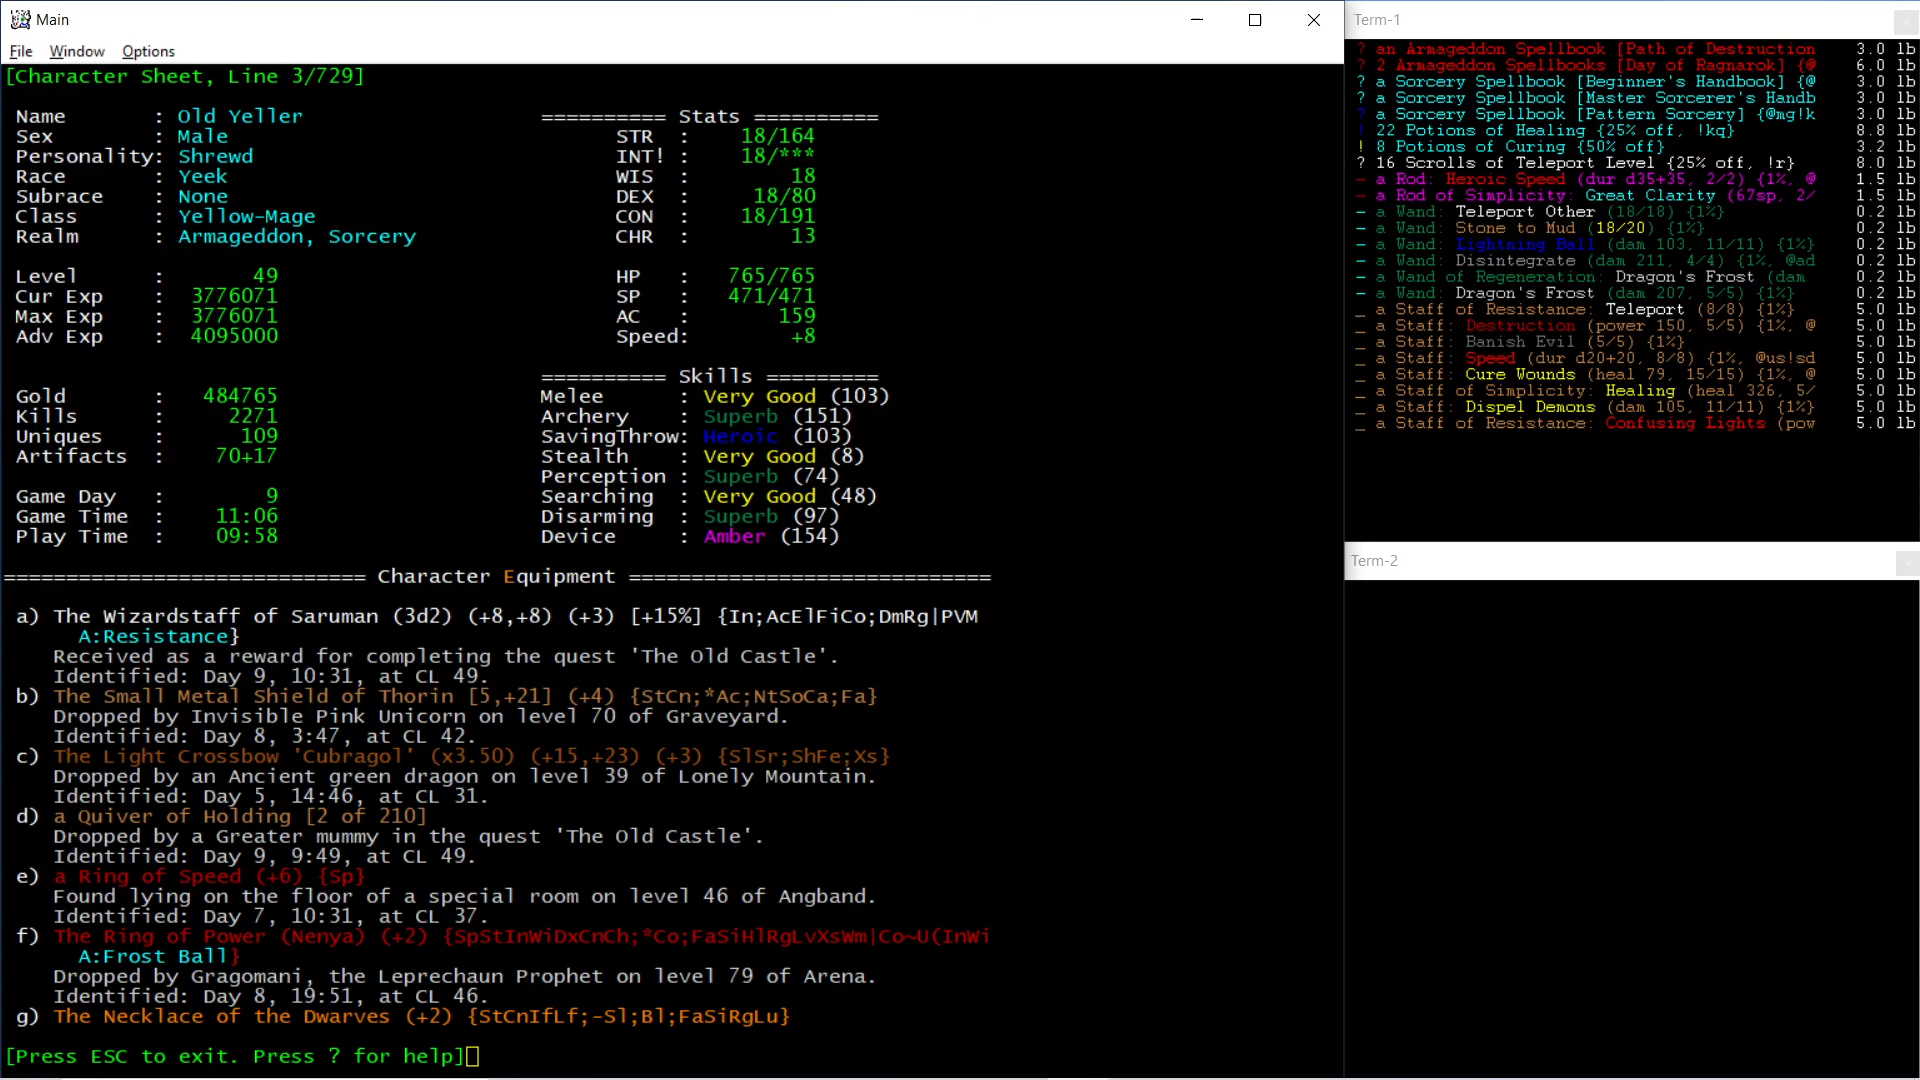 Main
File Window Options
[Character Sheet, Line 3/729]
Name : Old Yeller ========== Stats ==========
Sex : Male STR : 18/164
Personality: Shrewd INT! : 18/***
Race : Yeek WIS : 18
Subrace : None DEX : 18/80
Class : Yellow-Mage CON : 18/191
Realm : Armageddon, Sorcery CHR : 13
Level : 49 HP : 765/765
Cur Exp : 3776071 SP : 471/471
Max Exp : 3776071 AC : 159
Adv Exp : 4095000 Speed: +8
========== Skills =========
Gold : 484765 Melee : Very Good (103)
Kills : 2271 Archery : Superb (151)
Uniques : 109 SavingThrow: Heroic (103)
Artifacts : 70+17 Stealth : Very Good (8)
Perception : Superb (74)
Game Day : 9 Searching : Very Good (48)
Game Time : 11:06 Disarming : Superb (97)
Play Time : 09:58 Device : Amber (154)
============================= Character Equipment =============================
a) The Wizardstaff of Saruman (3d2) (+8,+8) (+3) [+15%] {In;AcElFiCo;DmRg|PVM
A:Resistance}
Received as a reward for completing the quest 'The Old Castle'.
Identified: Day 9, 10:31, at CL 49.
b) The Small Metal Shield of Thorin [5,+21] (+4) {StCn;*Ac;NtSoCa;Fa}
Dropped by Invisible Pink Unicorn on level 70 of Graveyard.
Identified: Day 8, 3:47, at CL 42.
c) The Light Crossbow 'Cubragol' (x3.50) (+15,+23) (+3) {SlSr;ShFe;Xs}
Dropped by an Ancient green dragon on level 39 of Lonely Mountain.
Identified: Day 5, 14:46, at CL 31.
d) a Quiver of Holding [2 of 210]
Dropped by a Greater mummy in the quest 'The Old Castle'.
Identified: Day 9, 9:49, at CL 49.
e) a Ring of Speed (+6) {Sp}
Found lying on the floor of a special room on level 46 of Angband.
Identified: Day 7, 10:31, at CL 37.
f) The Ring of Power (Nenya) (+2) {SpStInWiDxCnCh;*Co;FaSiHlRgLvXsWm|Co~U(InWi
A:Frost Ball}
Dropped by Gragomani, the Leprechaun Prophet on level 79 of Arena.
Identified: Day 8, 19:51, at CL 46.
g) The Necklace of the Dwarves (+2) {StCnIfLf;-Sl;Bl;FaSiRgLu}
[Press ESC to exit. Press ? for help]
Term-1
? an Armageddon Spellbook [Path of Destruction 3.0 lb
? 2 Armageddon Spellbooks [Day of Ragnarok] {@ 6.0 lb
? a Sorcery Spellbook [Beginner's Handbook] {@ 3.0 lb
? a Sorcery Spellbook [Master Sorcerer's Handb 3.0 lb
? a Sorcery Spellbook [Pattern Sorcery] {@mg!k 3.0 lb
! 22 Potions of Healing {25% off, !kq} 8.8 lb
! 8 Potions of Curing {50% off} 3.2 lb
? 16 Scrolls of Teleport Level {25% off, !r} 8.0 lb
- a Rod: Heroic Speed (dur d35+35, 2/2) {1%, @ 1.5 lb
- a Rod of Simplicity: Great Clarity (67sp, 2/ 1.5 lb
- a Wand: Teleport Other (18/18) {1%} 0.2 lb
- a Wand: Stone to Mud (18/20) {1%} 0.2 lb
- a Wand: Lightning Ball (dam 103, 11/11) {1%} 0.2 lb
- a Wand: Disintegrate (dam 211, 4/4) {1%, @ad 0.2 lb
- a Wand of Regeneration: Dragon's Frost (dam 0.2 lb
- a Wand: Dragon's Frost (dam 207, 5/5) {1%} 0.2 lb
_ a Staff of Resistance: Teleport (8/8) {1%} 5.0 lb
_ a Staff: Destruction (power 150, 5/5) {1%, @ 5.0 lb
_ a Staff: Banish Evil (5/5) {1%} 5.0 lb
_ a Staff: Speed (dur d20+20, 8/8) {1%, @us!sd 5.0 lb
_ a Staff: Cure Wounds (heal 79, 15/15) {1%, @ 5.0 lb
_ a Staff of Simplicity: Healing (heal 326, 5/ 5.0 lb
_ a Staff: Dispel Demons (dam 105, 11/11) {1%} 5.0 lb
_ a Staff of Resistance: Confusing Lights (pow 5.0 lb
Term-2